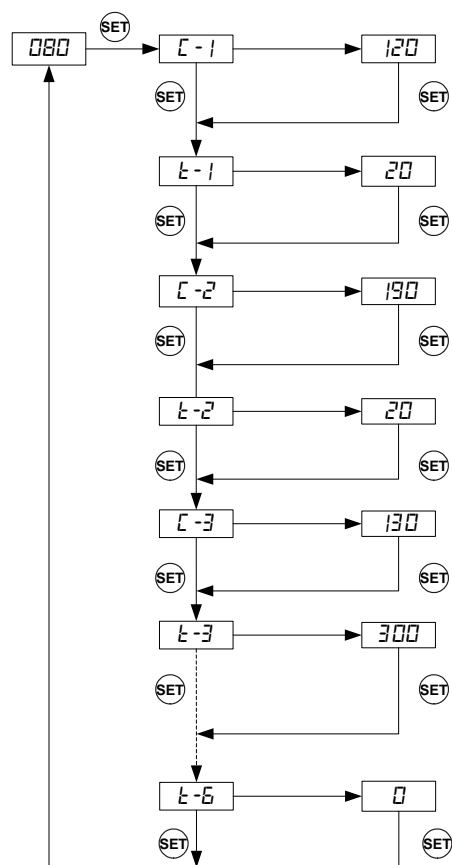 SET
080 C-1 120
SET SET
t-1 20
SET SET
C-2 190
SET SET
t-2 20
SET SET
C-3 130
SET SET
t-3 300
SET SET
t-6 0
SET SET